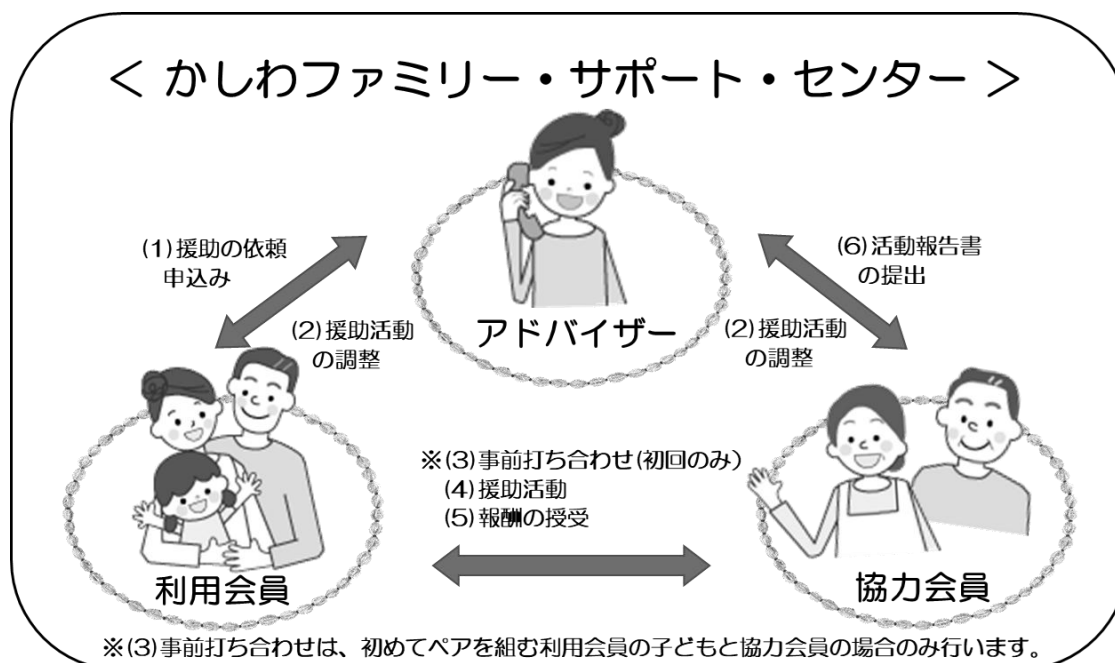 ＜ かしわファミリー・サポート・センター ＞
(1)援助の依頼
申込み
(6)活動報告書
の提出
アドバイザー
(2)援助活動
の調整
(2)援助活動
の調整
※(3)事前打ち合わせ(初回のみ)
(4)援助活動
(5)報酬の授受
利用会員
協力会員
※(3)事前打ち合わせは、初めてペアを組む利用会員の子どもと協力会員の場合のみ行います。